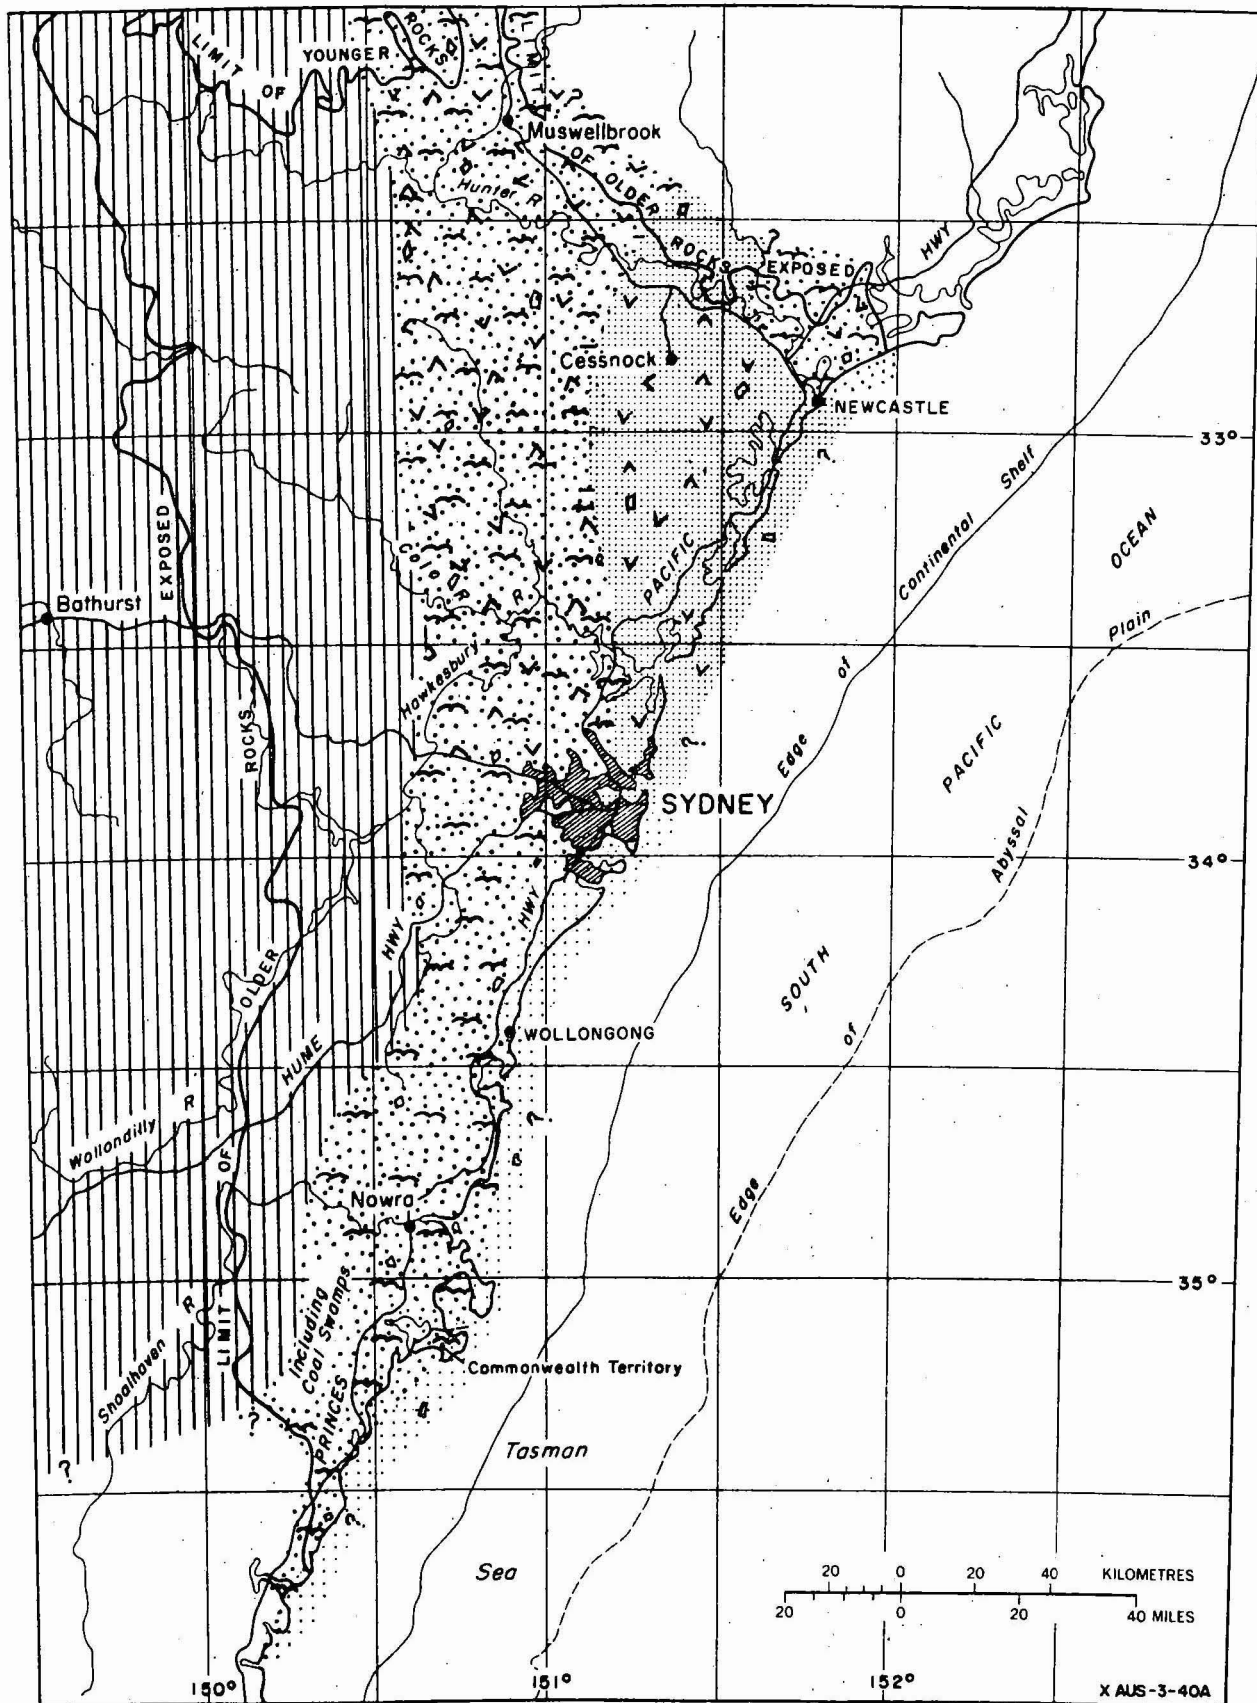 LIMIT OF YOUNGER ROCKS
LIMIT OF OLDER ROCKS EXPOSED
?
Muswellbrook
Hunter R
?
HWY
Cessnock
NEWCASTLE
33°
?
Edge of Continental Shelf
OCEAN
PACIFIC
EXPOSED
Colo R
R
Bathurst
Plain
Hawkesbury
ROCKS
PACIFIC
?
SYDNEY
Abyssal
34°
HWY
HWY
OLDER
SOUTH
of
WOLLONGONG
HUME
?
Wollondilly R
OF
Edge
Nowra
35°
including
Coal Swamps
Shoalhaven R
LIMIT
Commonwealth Territory
PRINCES
?
?
Tasman
?
Sea
20 0 20 40 KILOMETRES
20 0 20 40 MILES
150° 151° 152°
X AUS-3-40A